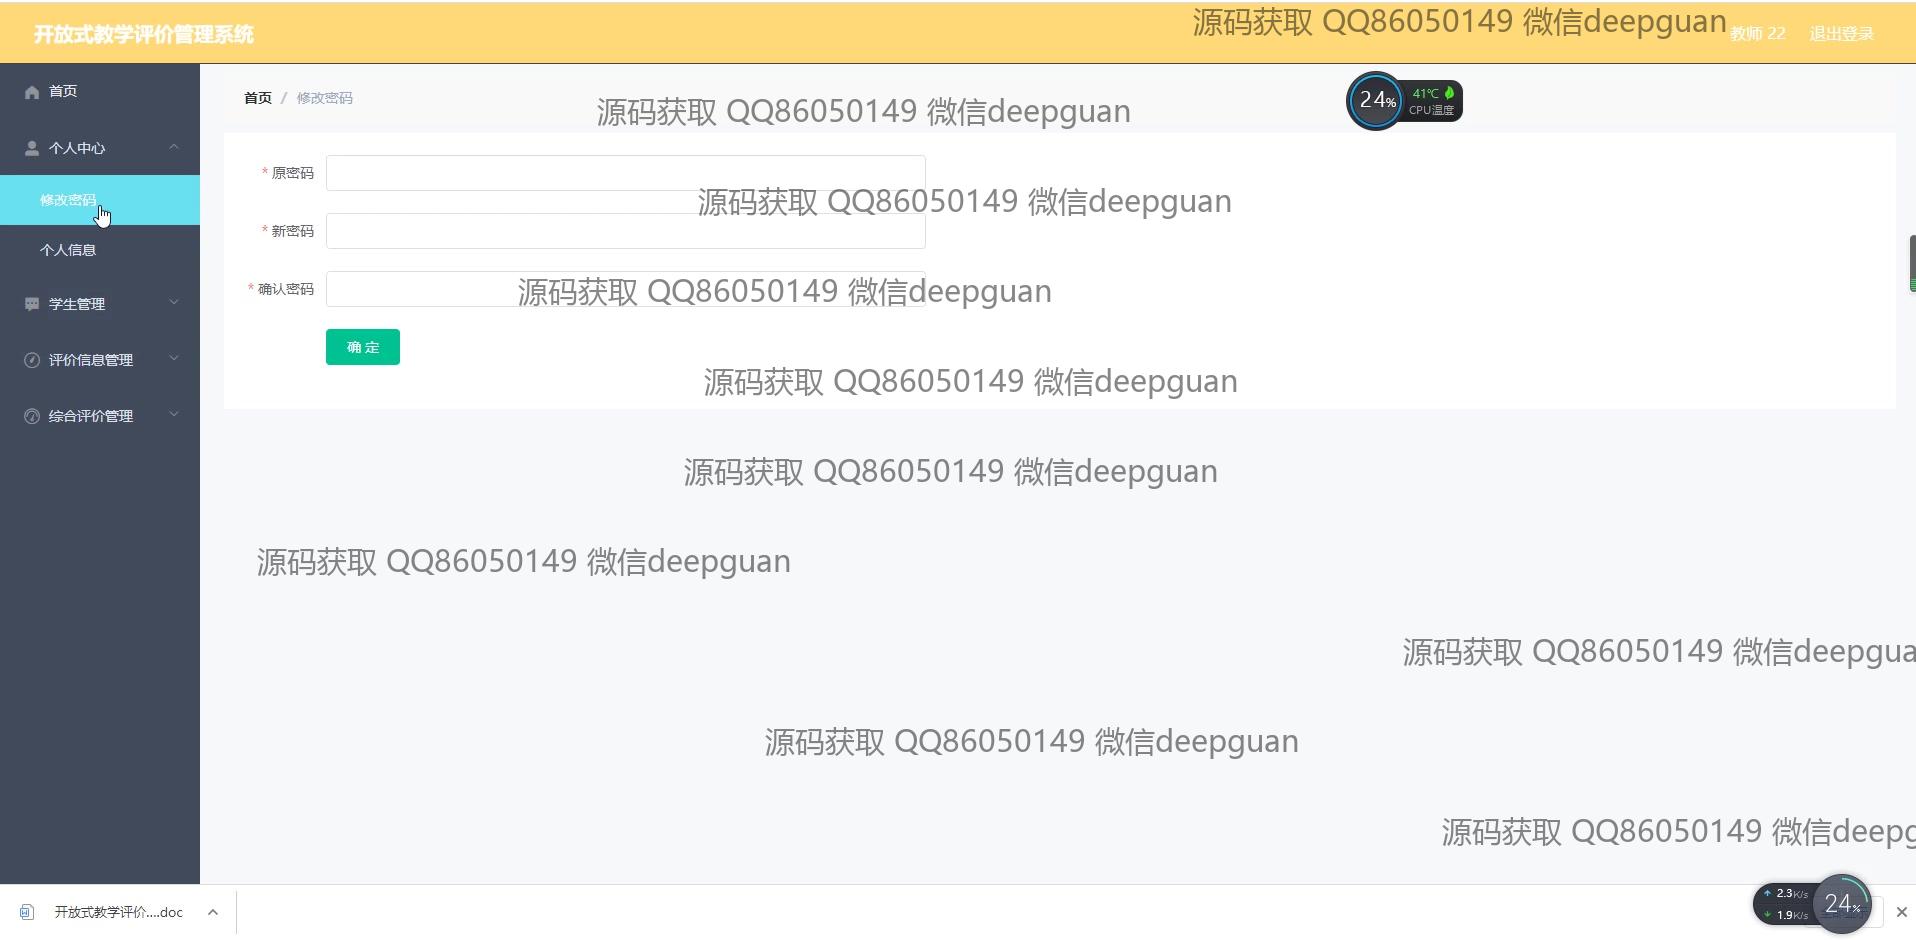 源码获取 QQ86050149 微信deepguan
开放式教学评价管理系统
教师 22
退出登录
首页
首页 / 修改密码
24%
41℃
CPU温度
源码获取 QQ86050149 微信deepguan
个人中心
* 原密码
修改密码
源码获取 QQ86050149 微信deepguan
* 新密码
个人信息
* 确认密码
源码获取 QQ86050149 微信deepguan
学生管理
确 定
评价信息管理
源码获取 QQ86050149 微信deepguan
综合评价管理
源码获取 QQ86050149 微信deepguan
源码获取 QQ86050149 微信deepguan
源码获取 QQ86050149 微信deepgua
源码获取 QQ86050149 微信deepguan
源码获取 QQ86050149 微信deepg
开放式教学评价....doc
2.3K/s
1.9K/s
24%